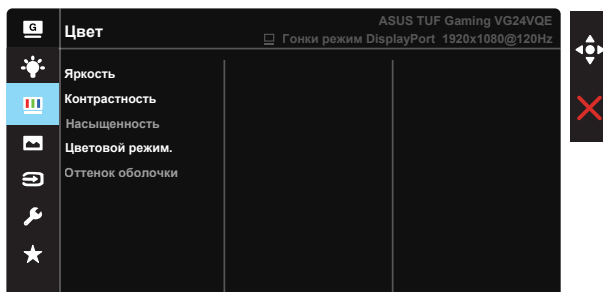 G
Цвет
ASUS TUF Gaming VG24VQE
Гонки режим DisplayPort 1920x1080@120Hz
Яркость
Контрастность
Насыщенность
Цветовой режим.
Оттенок оболочки